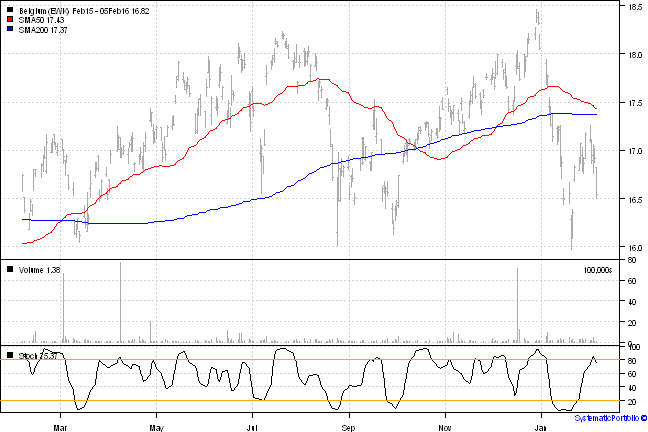 Belgium (EWK) Feb15 - 05Feb16 16.82
SMA50 17.43
SMA200 17.37
18.5
18.0
17.5
17.0
16.5
16.0
Volume 1.38
100,000s
80
60
40
20
0
Stoch 75.37
100
80
60
40
20
Mar
May
Jul
Sep
Nov
Jan
SystematicPortfolio ©